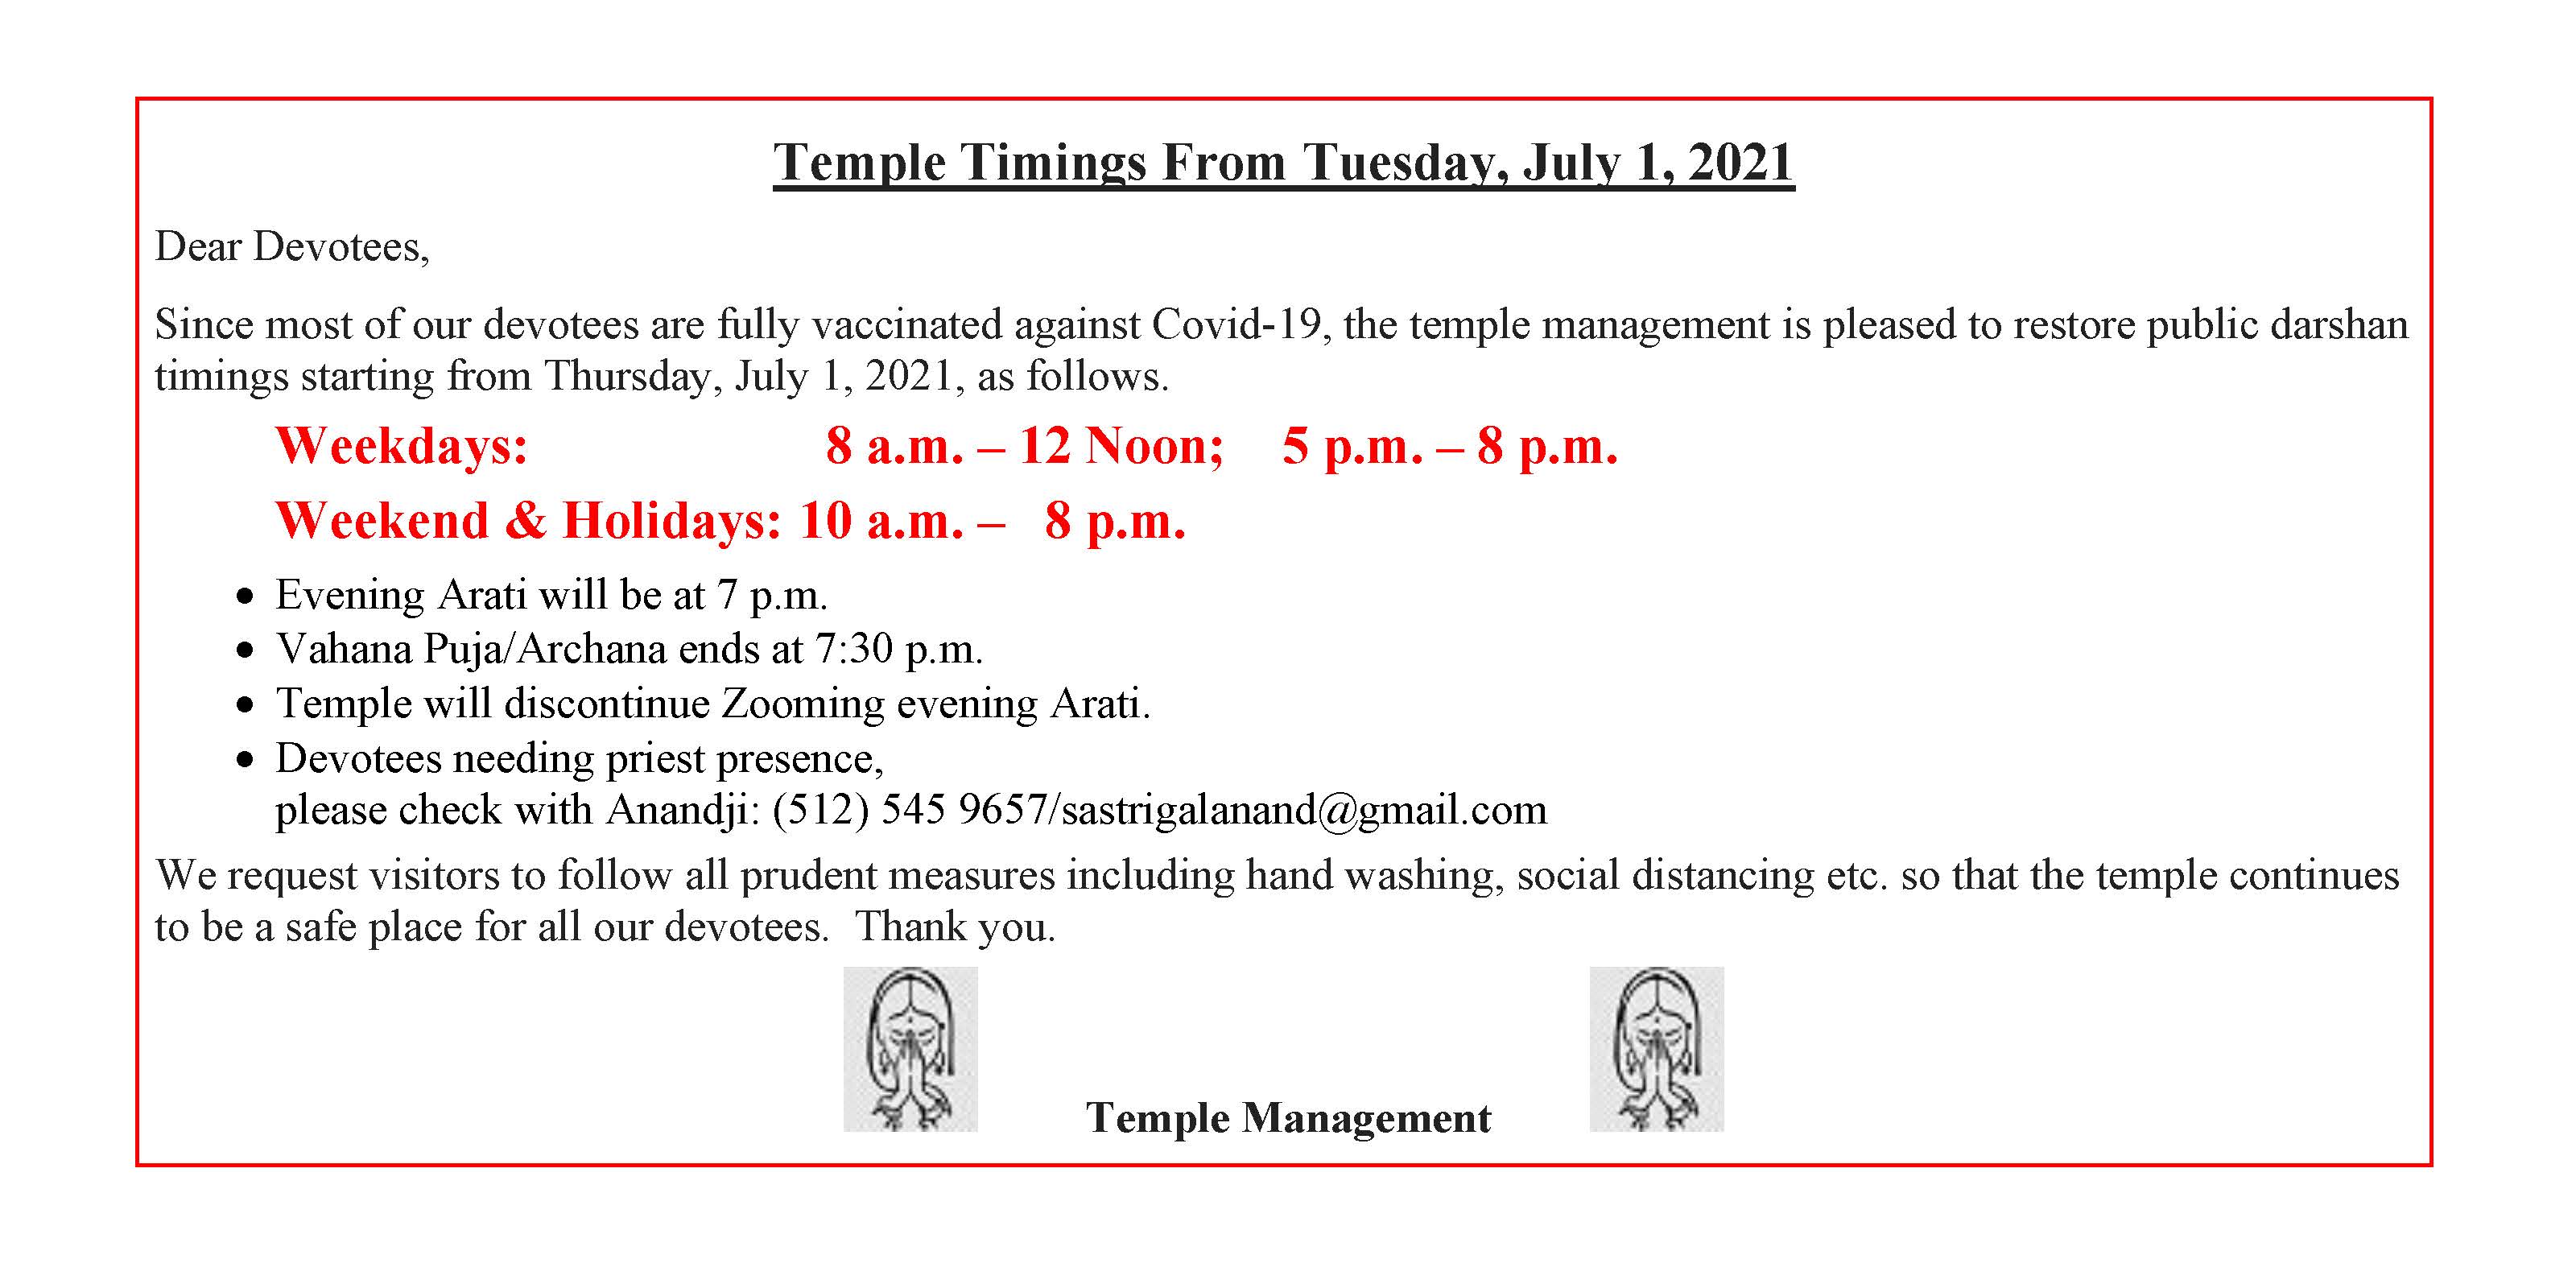 Temple Timings From Tuesday, July 1, 2021
Dear Devotees,
Since most of our devotees are fully vaccinated against Covid-19, the temple management is pleased to restore public darshan
timings starting from Thursday, July 1, 2021, as follows.
Weekdays: 8 a.m. – 12 Noon; 5 p.m. – 8 p.m.
Weekend & Holidays: 10 a.m. – 8 p.m.
• Evening Arati will be at 7 p.m.
• Vahana Puja/Archana ends at 7:30 p.m.
• Temple will discontinue Zooming evening Arati.
• Devotees needing priest presence,
please check with Anandji: (512) 545 9657/sastrigalanand@gmail.com
We request visitors to follow all prudent measures including hand washing, social distancing etc. so that the temple continues
to be a safe place for all our devotees. Thank you.
Temple Management